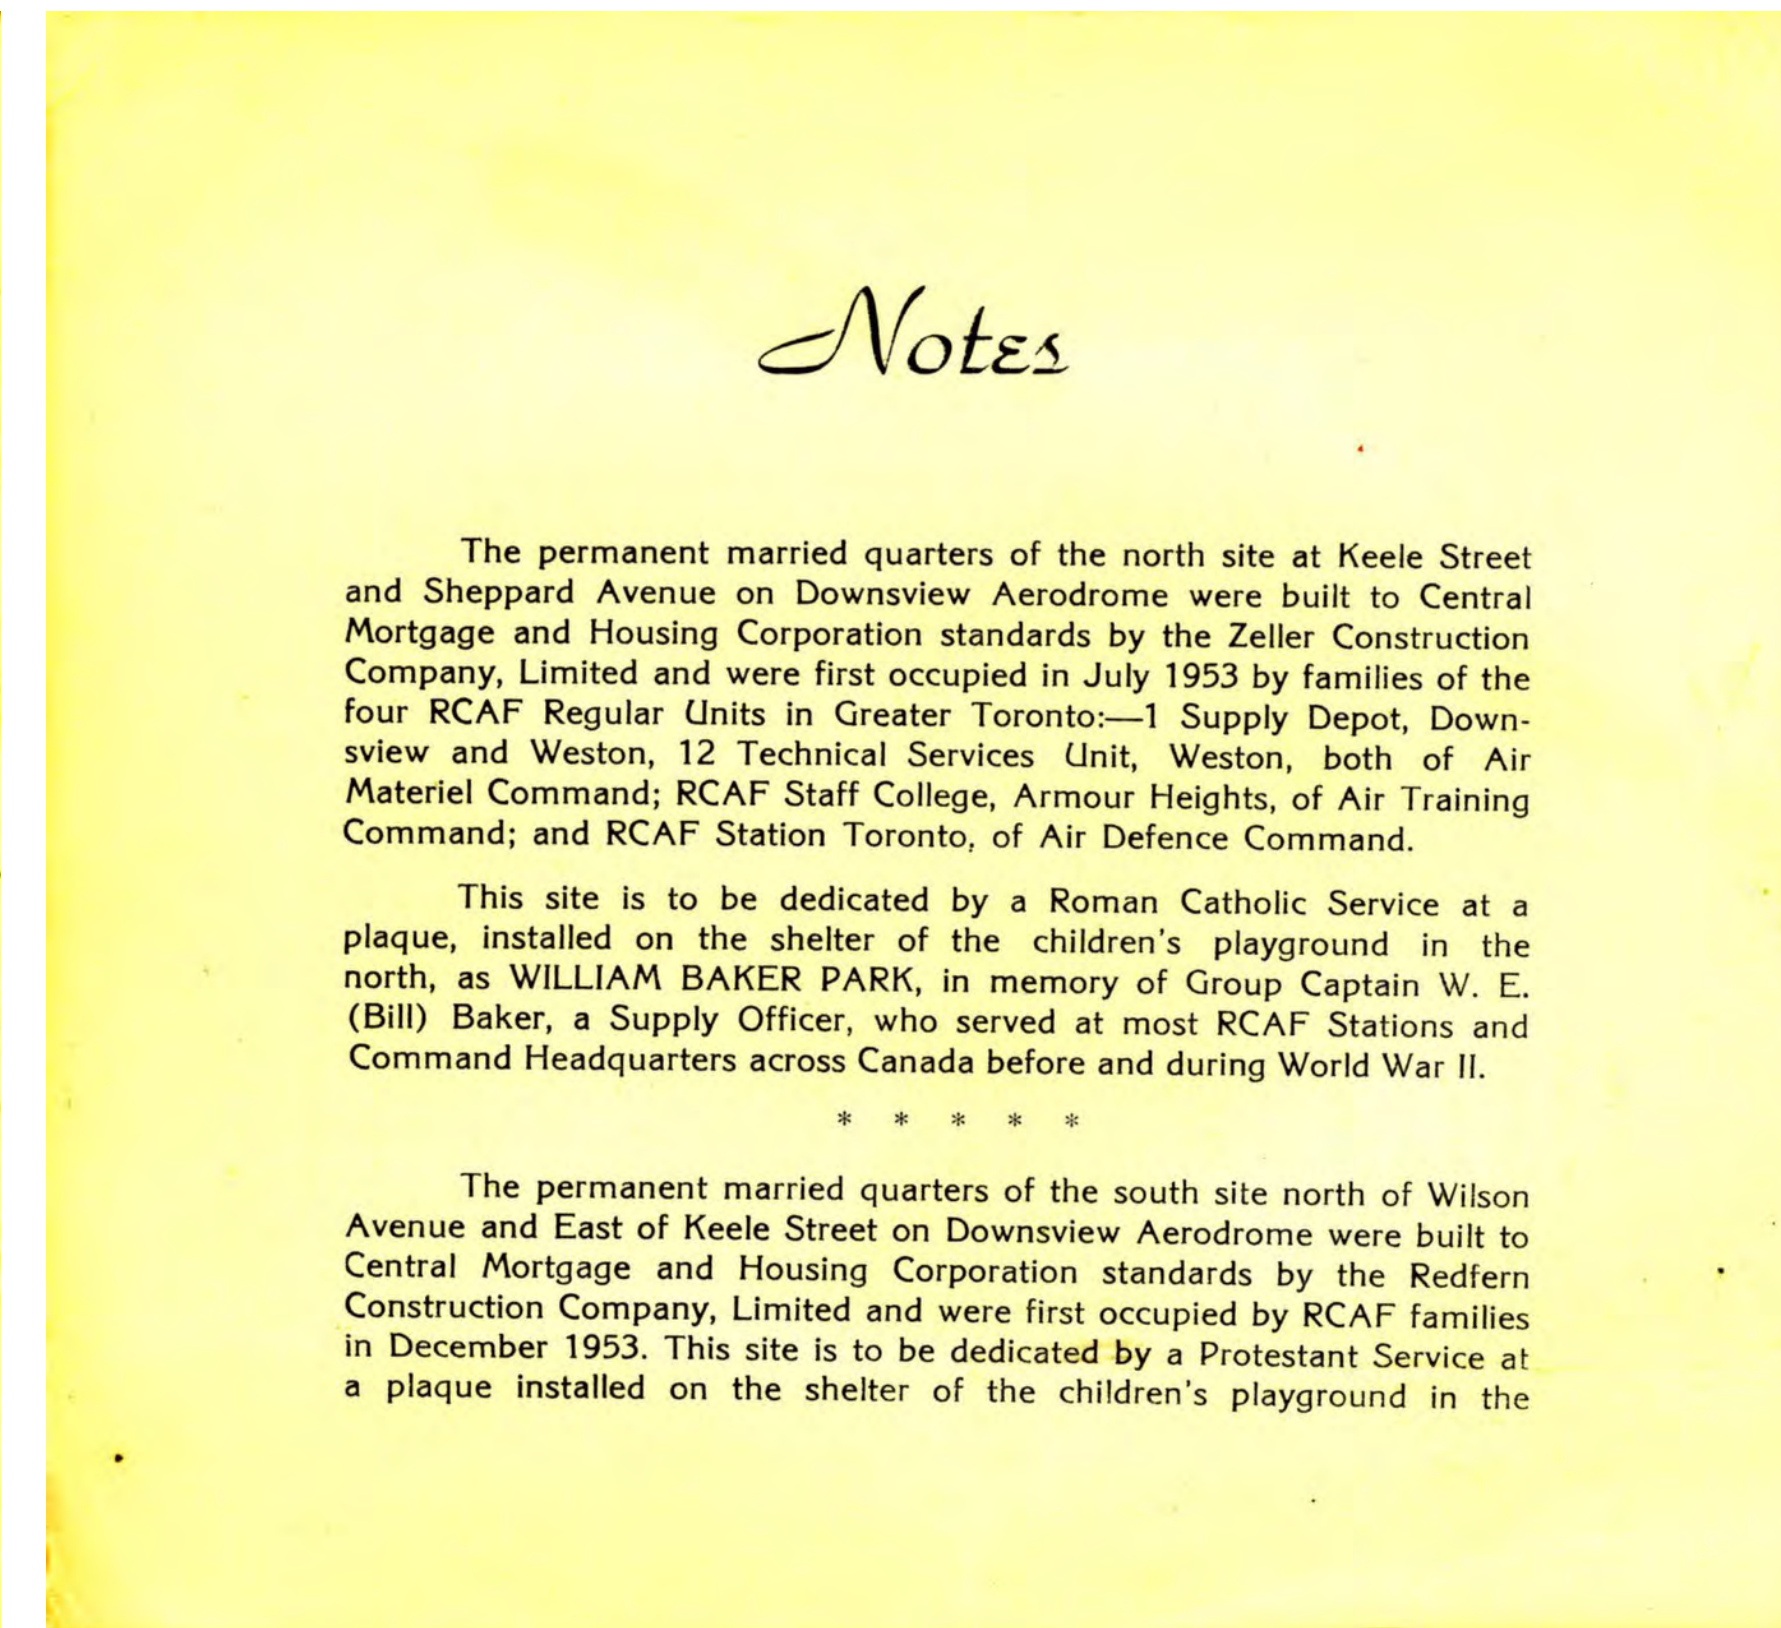 Notes
The permanent married quarters of the north site at Keele Street
and Sheppard Avenue on Downsview Aerodrome were built to Central
Mortgage and Housing Corporation standards by the Zeller Construction
Company, Limited and were first occupied in July 1953 by families of the
four RCAF Regular Units in Greater Toronto:—1 Supply Depot, Down-
sview and Weston, 12 Technical Services Unit, Weston, both of Air
Materiel Command; RCAF Staff College, Armour Heights, of Air Training
Command; and RCAF Station Toronto, of Air Defence Command.
This site is to be dedicated by a Roman Catholic Service at a
plaque, installed on the shelter of the children's playground in the
north, as WILLIAM BAKER PARK, in memory of Group Captain W. E.
(Bill) Baker, a Supply Officer, who served at most RCAF Stations and
Command Headquarters across Canada before and during World War II.
* * * * *
The permanent married quarters of the south site north of Wilson
Avenue and East of Keele Street on Downsview Aerodrome were built to
Central Mortgage and Housing Corporation standards by the Redfern
Construction Company, Limited and were first occupied by RCAF families
in December 1953. This site is to be dedicated by a Protestant Service at
a plaque installed on the shelter of the children's playground in the